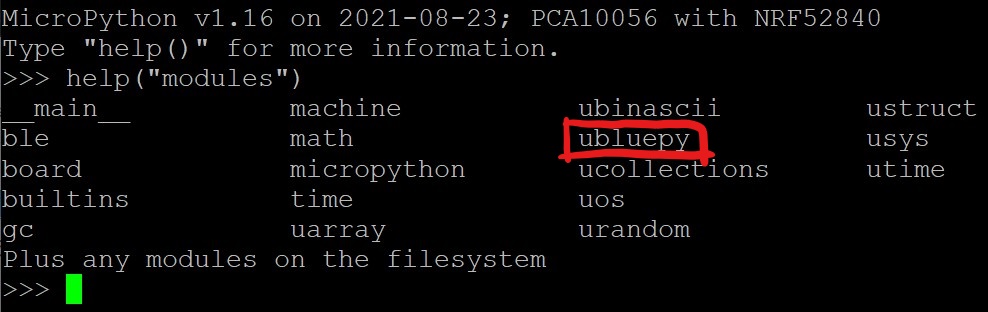 MicroPython v1.16 on 2021-08-23; PCA10056 with NRF52840
Type "help()" for more information.
>>> help("modules")
__main__ machine ubinascii ustruct
ble math ubluepy usys
board micropython ucollections utime
builtins time uos
gc uarray urandom
Plus any modules on the filesystem
>>>